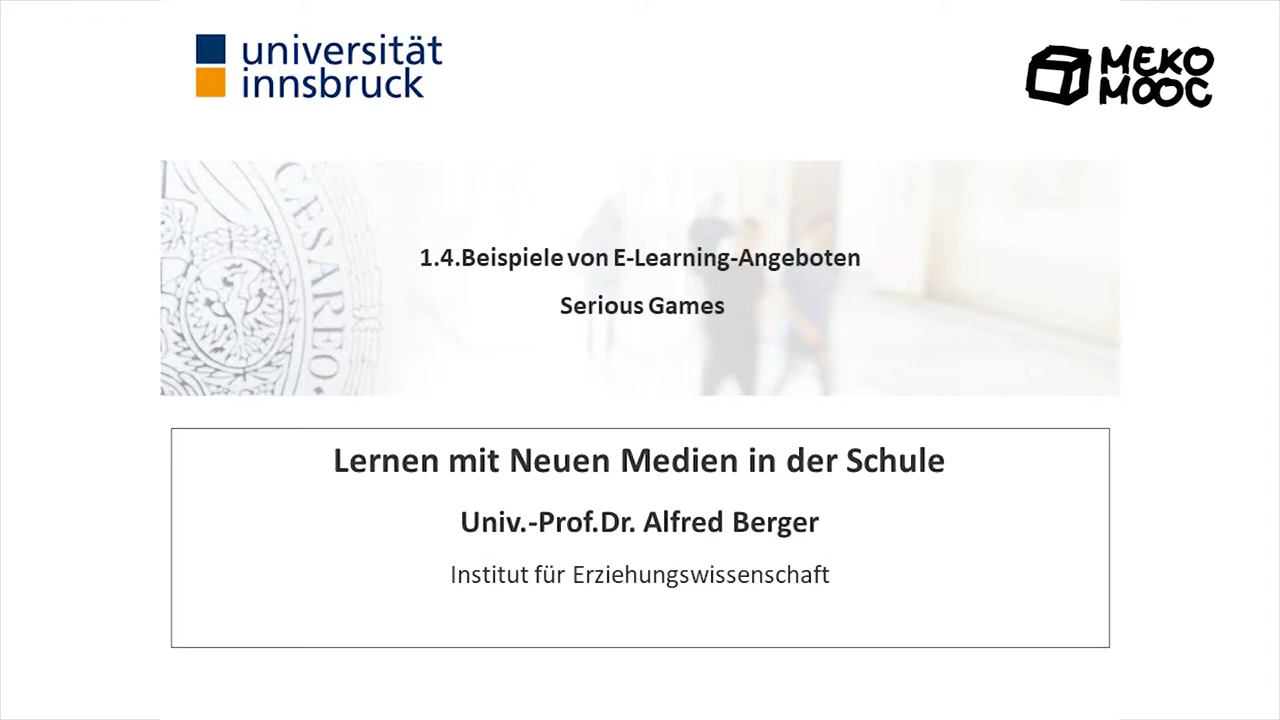 universität
innsbruck
MEKO
MOOC
CÆSAREO
1.4.Beispiele von E-Learning-Angeboten
Serious Games
Lernen mit Neuen Medien in der Schule
Univ.-Prof.Dr. Alfred Berger
Institut für Erziehungswissenschaft